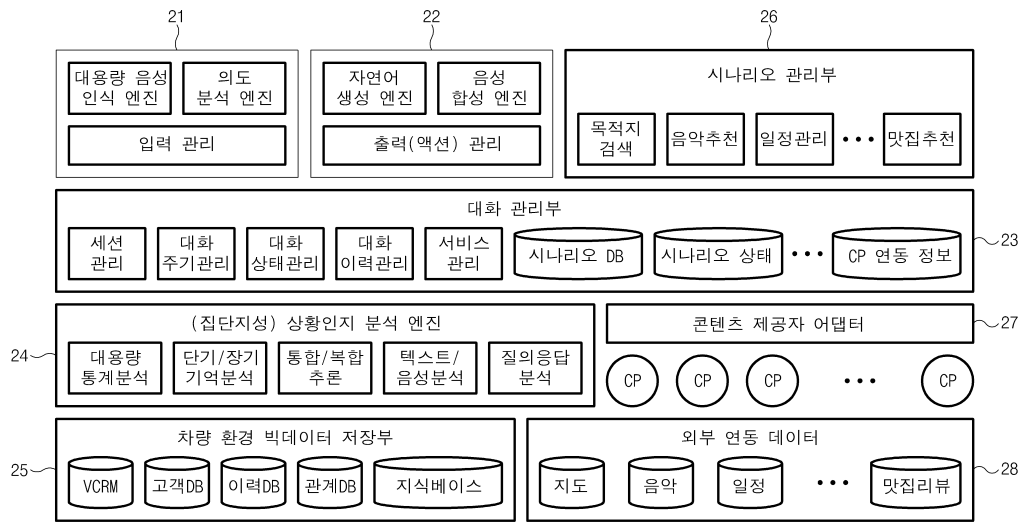 21
22
26
대용량 음성
인식 엔진
의도
분석 엔진
입력 관리
자연어
생성 엔진
음성
합성 엔진
출력(액션) 관리
시나리오 관리부
목적지
검색
음악추천
일정관리
•••
맛집추천
대화 관리부
23
세션
관리
대화
주기관리
대화
상태관리
대화
이력관리
서비스
관리
시나리오 DB
시나리오 상태
•••
CP 연동 정보
24
(집단지성) 상황인지 분석 엔진
대용량
통계분석
단기/장기
기억분석
통합/복합
추론
텍스트/
음성분석
질의응답
분석
콘텐츠 제공자 어댑터
27
CP
CP
CP
•••
CP
25
차량 환경 빅데이터 저장부
VCRM
고객DB
이력DB
관계DB
지식베이스
외부 연동 데이터
28
지도
음악
일정
•••
맛집리뷰